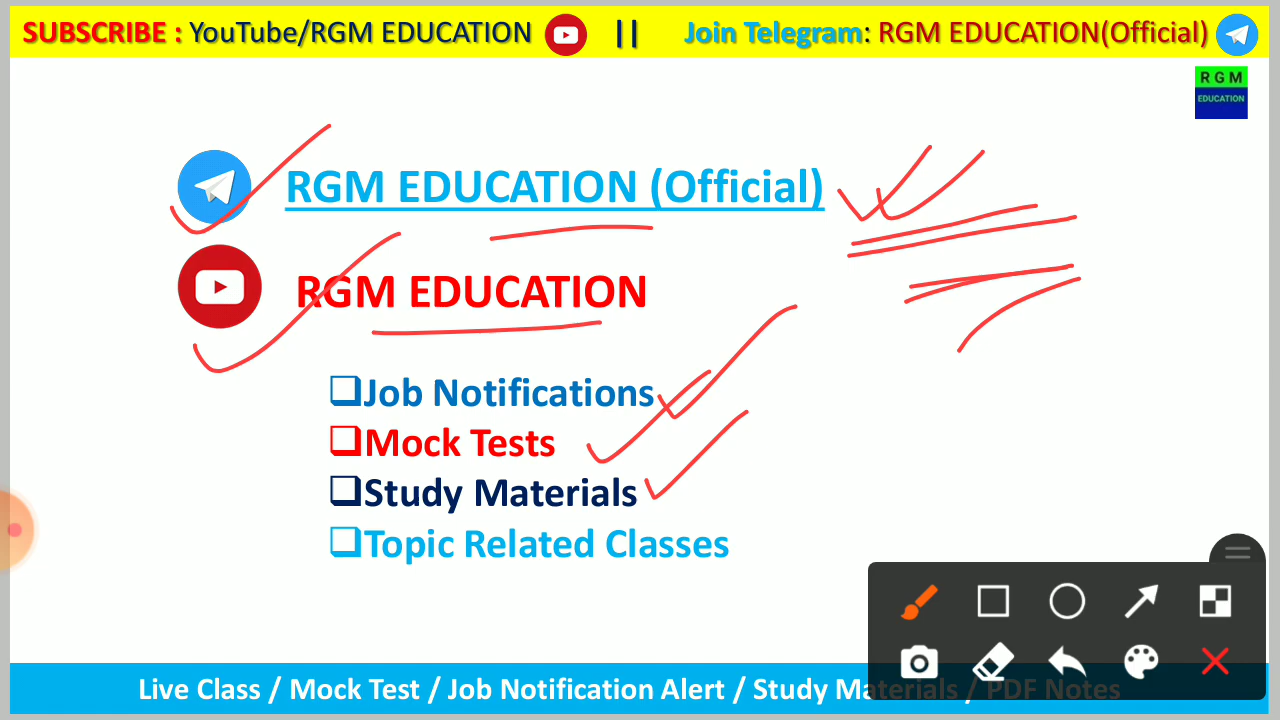 SUBSCRIBE : YouTube/RGM EDUCATION || Join Telegram: RGM EDUCATION(Official)
RGM
EDUCATION
RGM EDUCATION (Official)
RGM EDUCATION
❑Job Notifications
❑Mock Tests
❑Study Materials
❑Topic Related Classes
Live Class / Mock Test / Job Notification Alert / Study Materials / PDF Notes